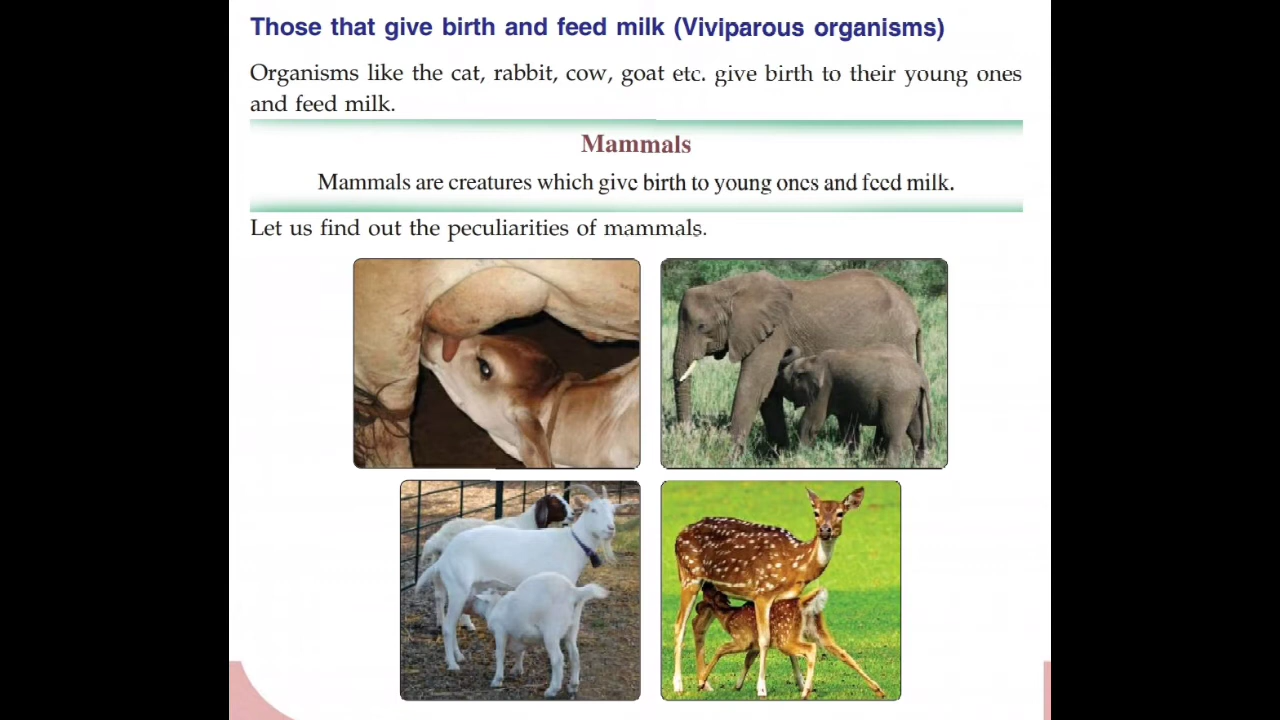 Those that give birth and feed milk (Viviparous organisms)
Organisms like the cat, rabbit, cow, goat etc. give birth to their young ones
and feed milk.
Mammals
Mammals are creatures which give birth to young ones and feed milk.
Let us find out the peculiarities of mammals.